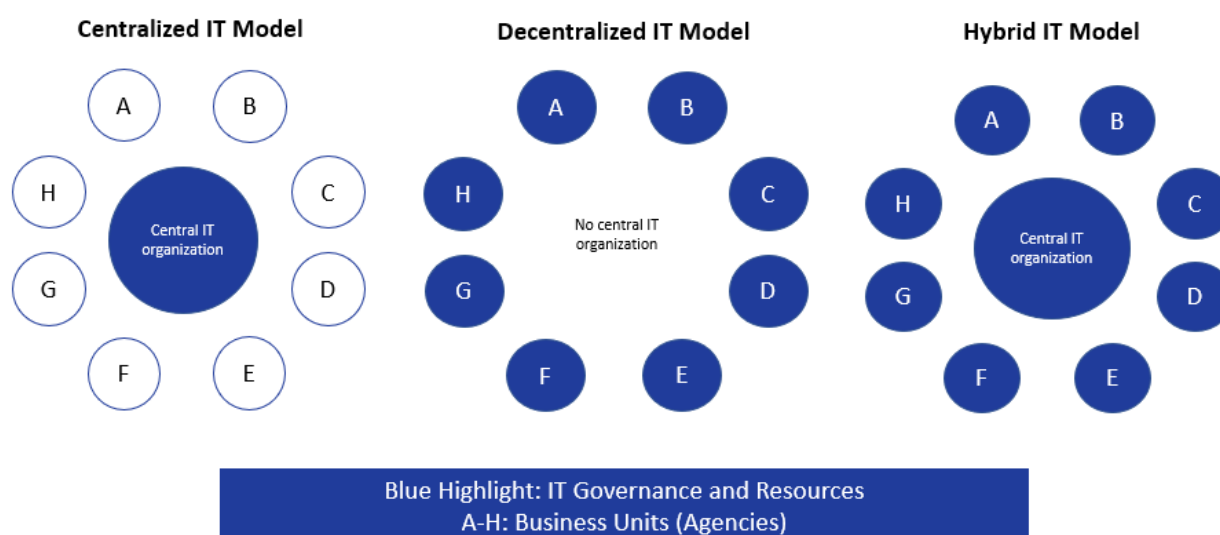 Centralized IT Model
A
B
H
C
Central IT
organization
G
D
F
E
Decentralized IT Model
A
B
H
C
No central IT
organization
G
D
F
E
Hybrid IT Model
A
B
H
C
Central IT
organization
G
D
F
E
Blue Highlight: IT Governance and Resources
A-H: Business Units (Agencies)